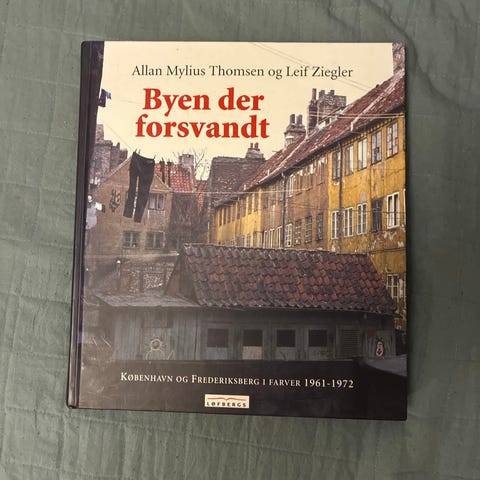 Allan Mylius Thomsen og Leif Ziegler
Byen der
forsvandt
København og Frederiksberg i farver 1961-1972
LØFBERGS